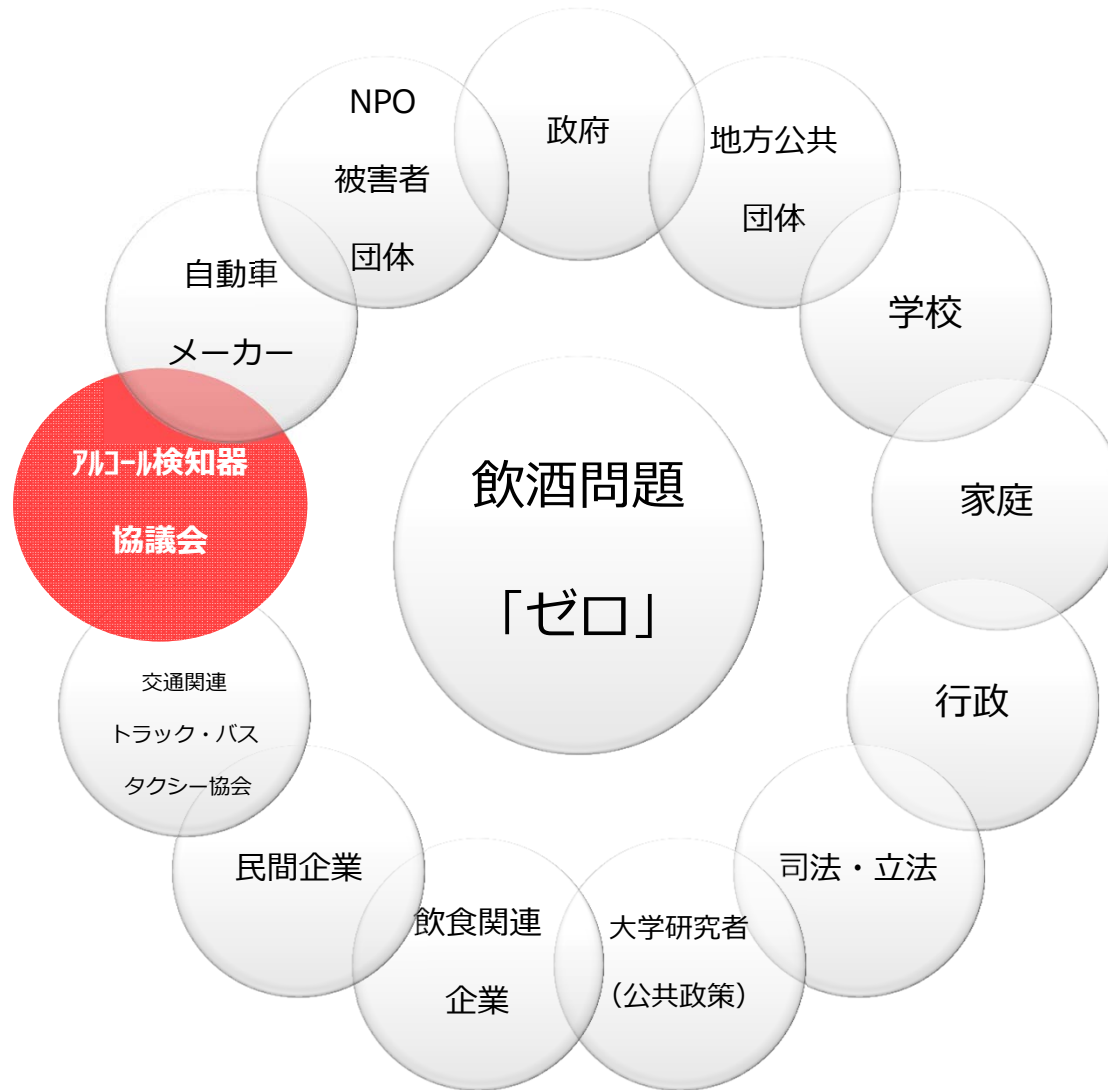 NPO
被害者
団体
政府
地方公共
団体
学校
家庭
行政
司法・立法
大学研究者
（公共政策）
飲食関連
企業
民間企業
交通関連
トラック・バス
タクシー協会
ｱﾙｺｰﾙ検知器
協議会
自動車
メーカー
飲酒問題
「ゼロ」